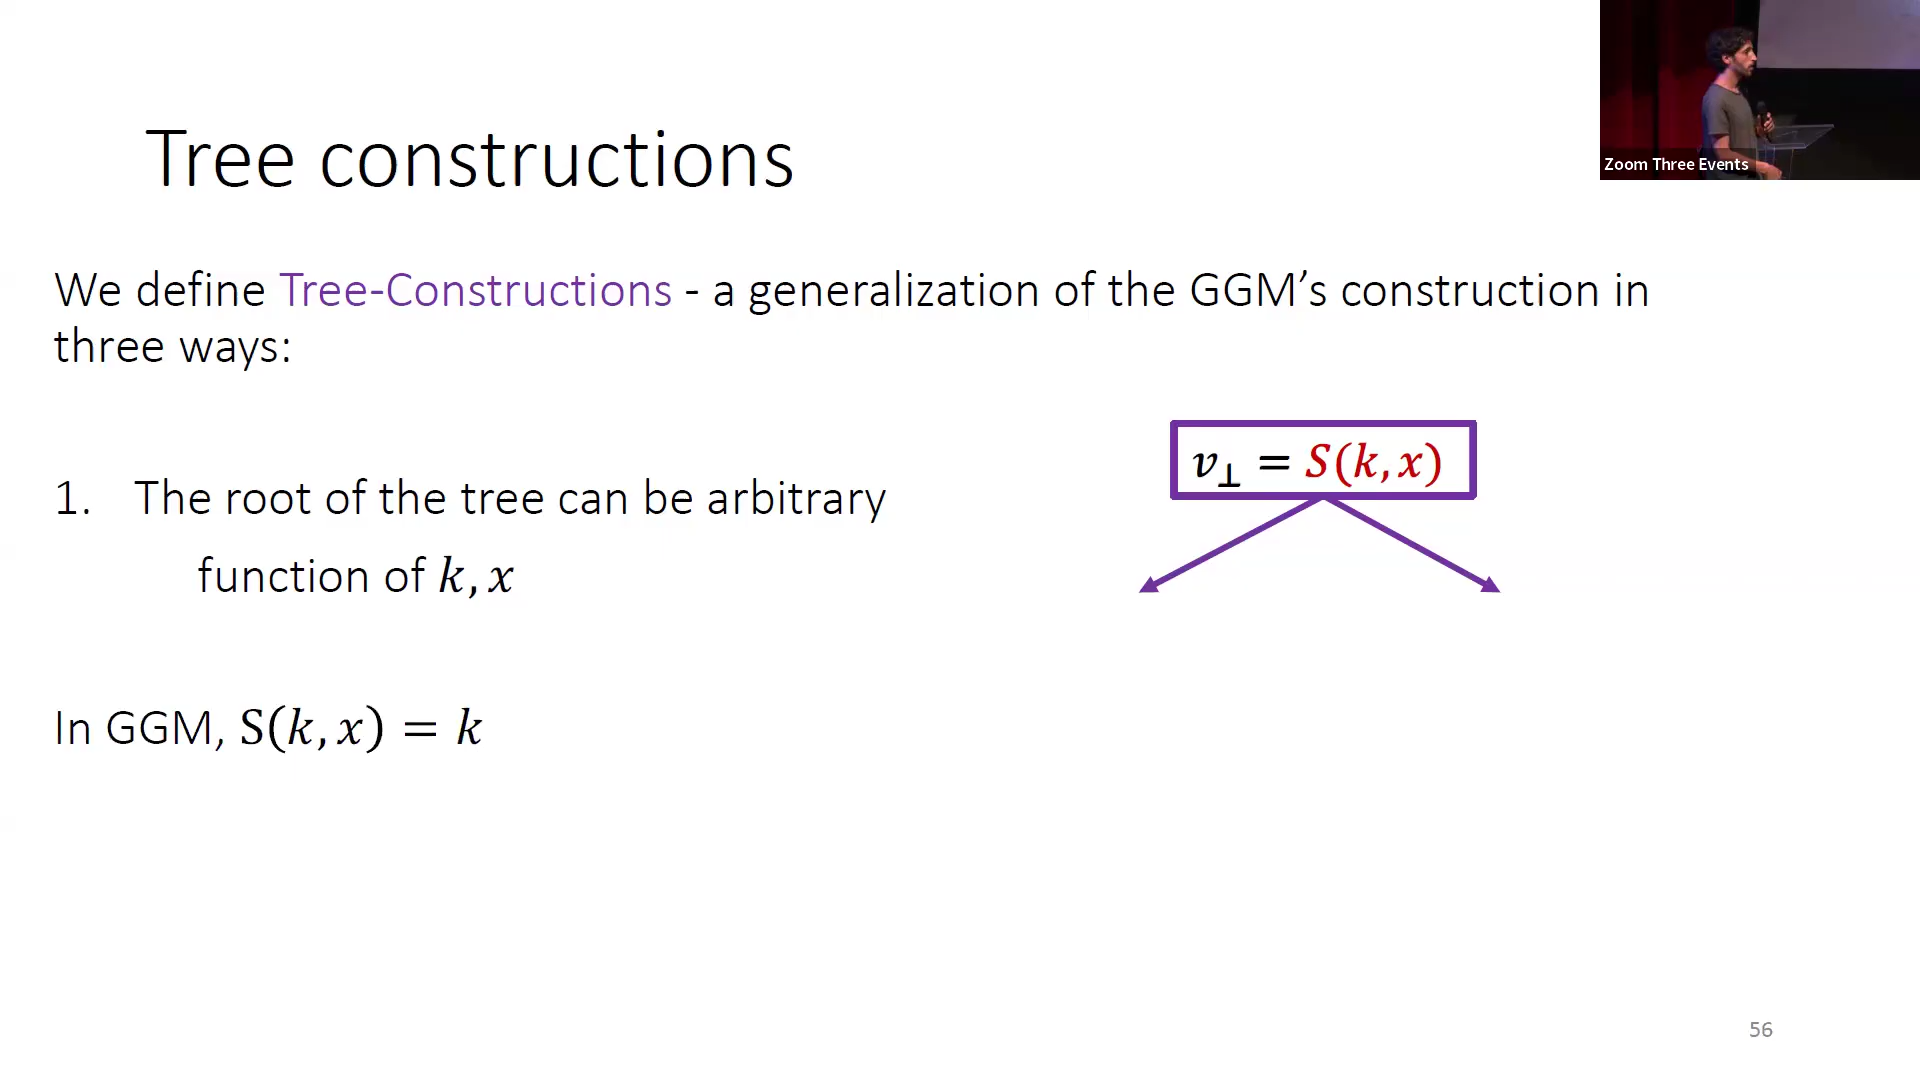 Zoom Three Events
Tree constructions
We define Tree-Constructions - a generalization of the GGM’s construction in
three ways:
1. The root of the tree can be arbitrary
function of k, x
v⊥ = S(k, x)
In GGM, S(k, x) = k
56